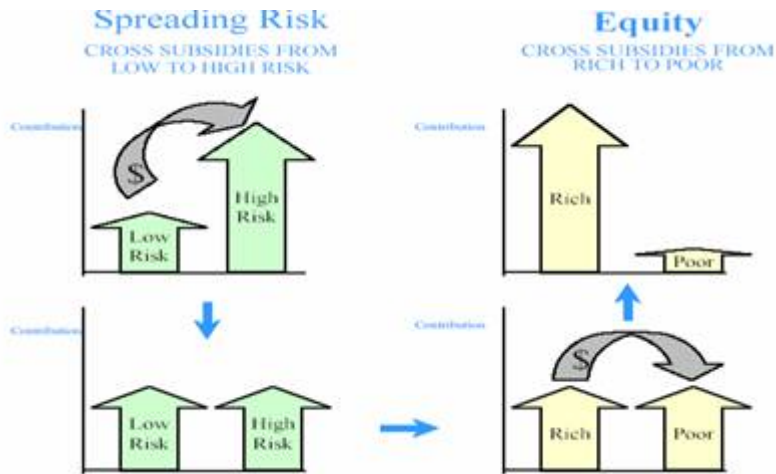 Spreading Risk
CROSS SUBSIDIES FROM
LOW TO HIGH RISK
Contribution
$
Low
Risk
High
Risk
Contribution
Low
Risk
High
Risk
Equity
CROSS SUBSIDIES FROM
RICH TO POOR
Contribution
Rich
Poor
Contribution
$
Rich
Poor